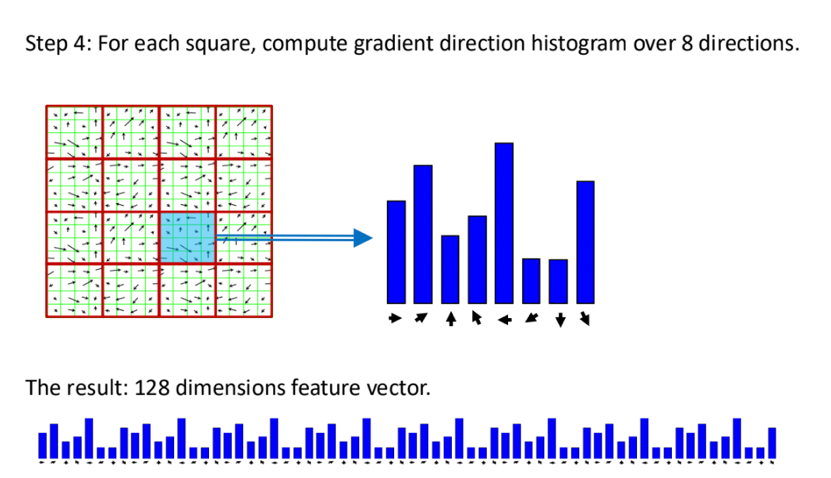 Step 4: For each square, compute gradient direction histogram over 8 directions.
The result: 128 dimensions feature vector.